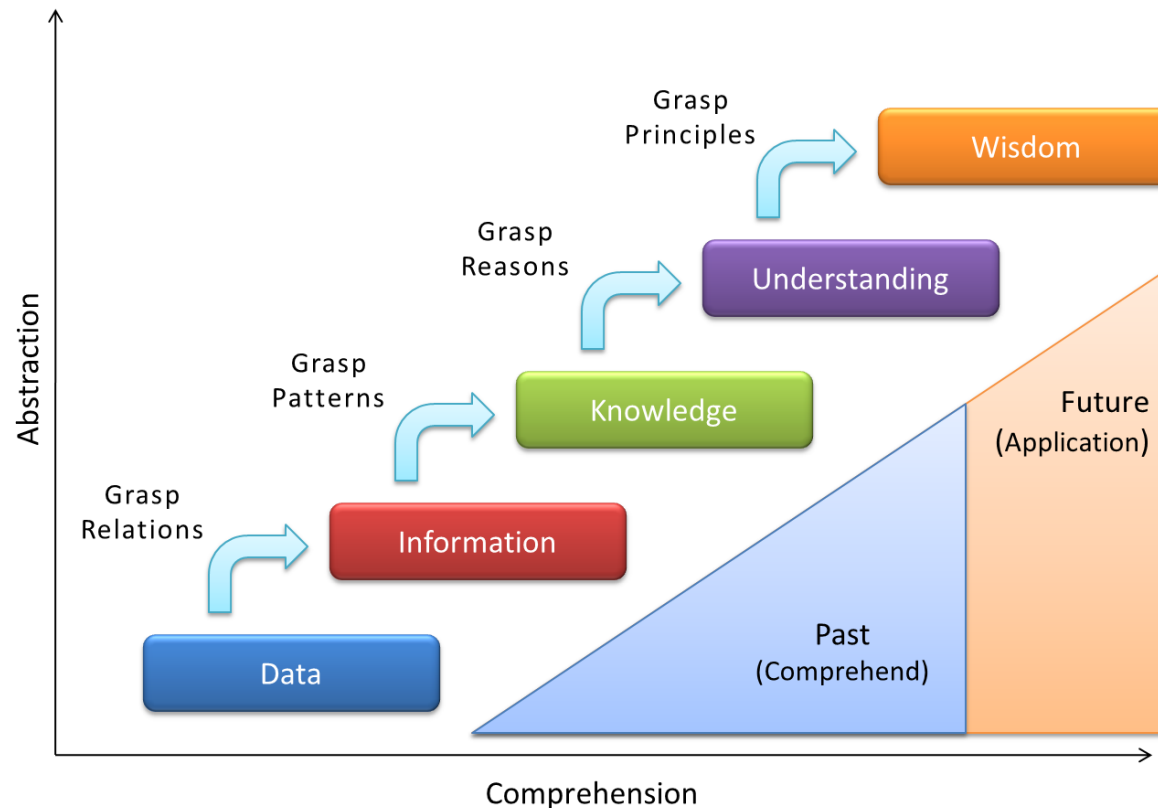 Grasp
Principles
Wisdom
Grasp
Reasons
Understanding
Grasp
Patterns
Knowledge
Future
(Application)
Grasp
Relations
Information
Past
(Comprehend)
Data
Abstraction
Comprehension